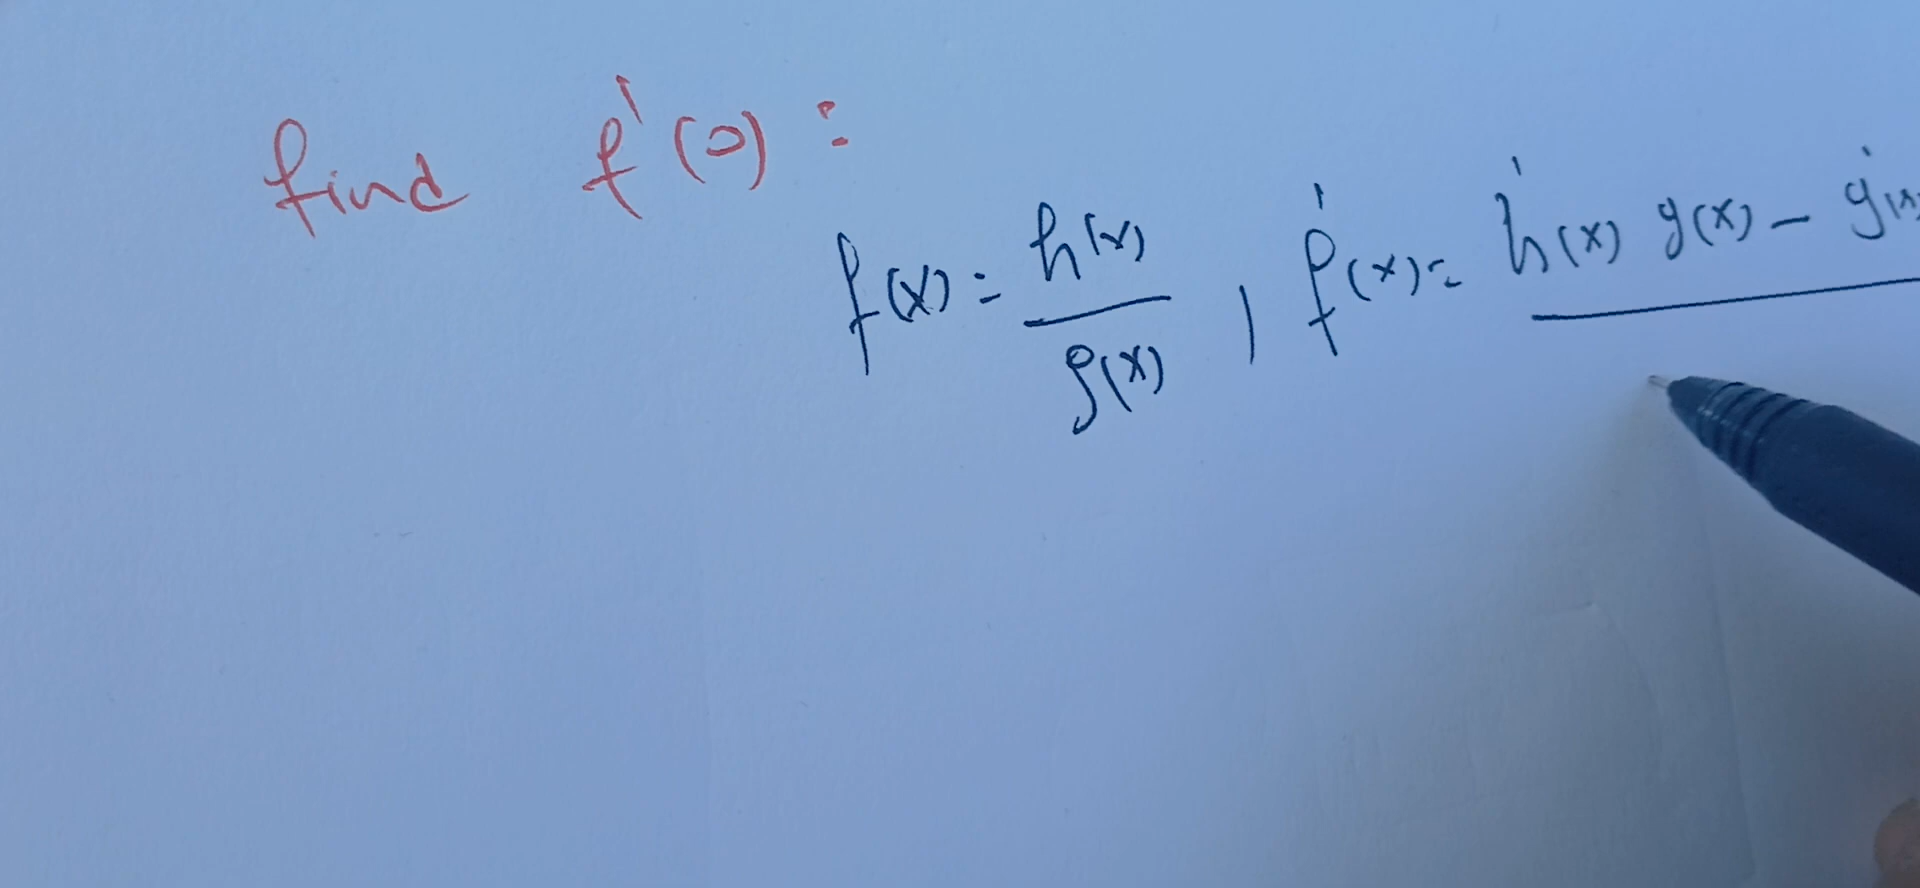 find f'(0) :
f(x) = h(x) / g(x) , f'(x) = h'(x) g(x) - g'(x)